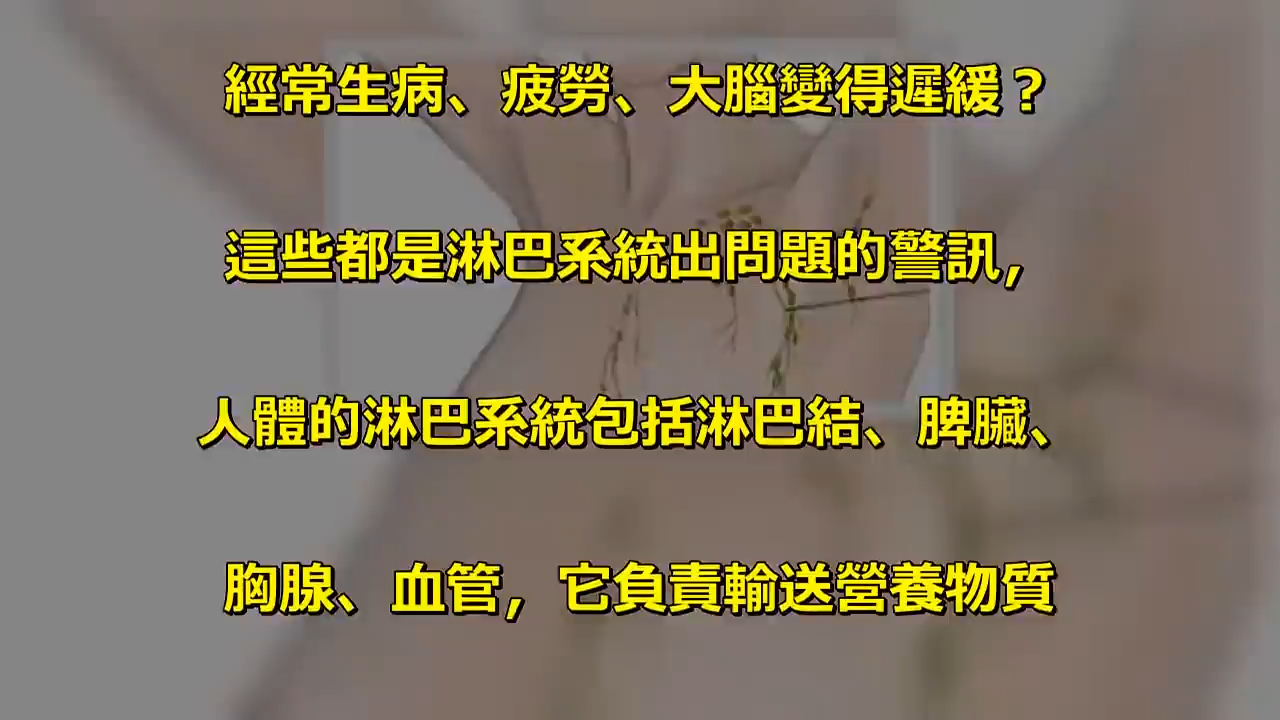 經常生病、疲勞、大腦變得遲緩？
這些都是淋巴系統出問題的警訊，
人體的淋巴系統包括淋巴結、脾臟、
胸腺、血管，它負責輸送營養物質